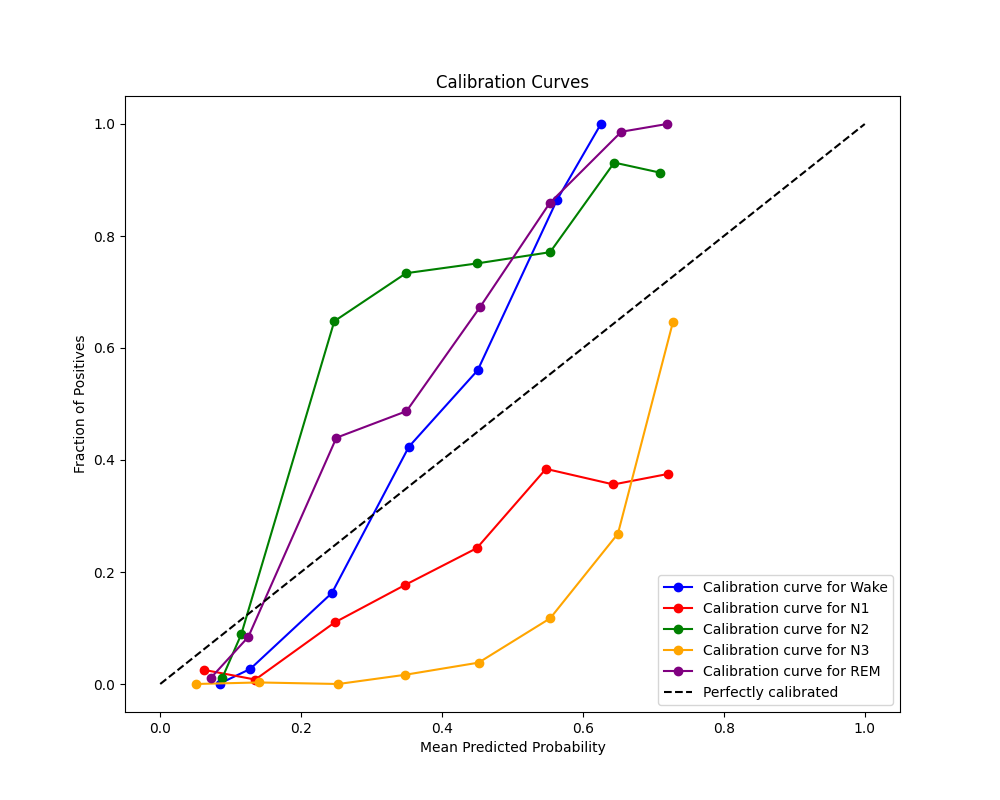 Calibration Curves
1.0
0.8
0.6
0.4
0.2
0.0
Fraction of Positives
0.0 0.2 0.4 0.6 0.8 1.0
Mean Predicted Probability
Calibration curve for Wake
Calibration curve for N1
Calibration curve for N2
Calibration curve for N3
Calibration curve for REM
Perfectly calibrated